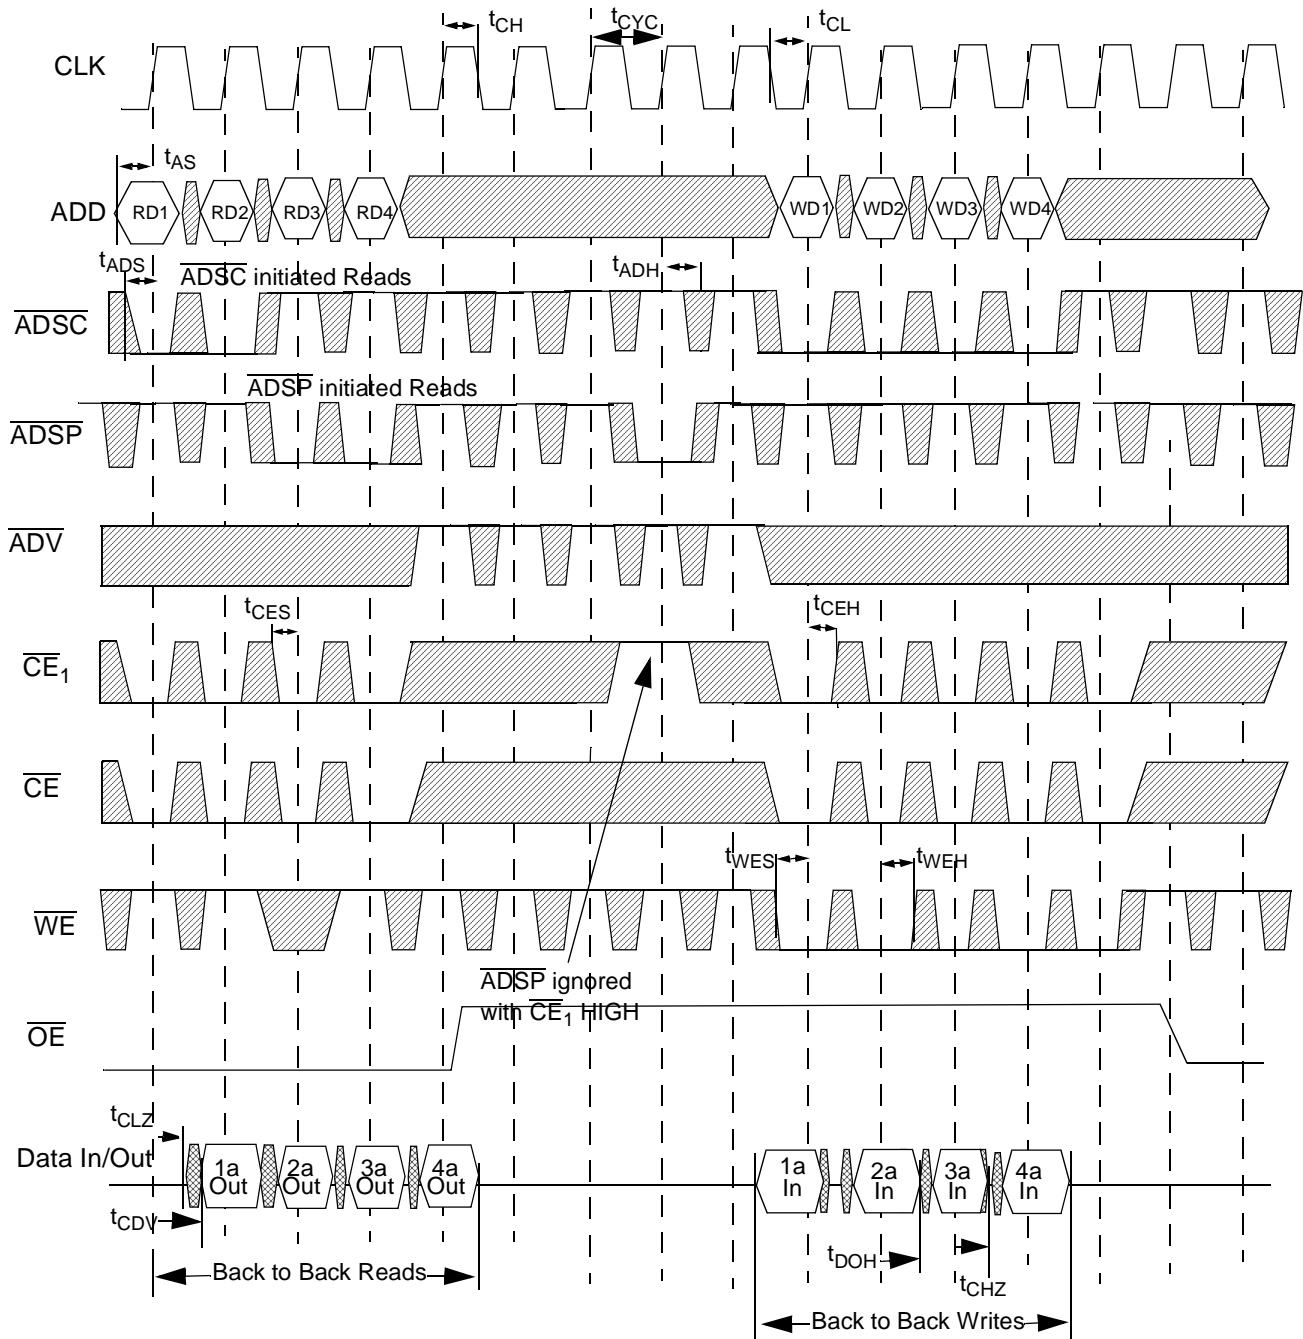 tCH
tCYC
tCL
CLK
tAS
ADD
RD1
RD2
RD3
RD4
WD1
WD2
WD3
WD4
tADS
ADSC initiated Reads
tADH
ADSC
ADSP initiated Reads
ADSP
ADV
tCES
tCEH
CE1
CE
tWES
tWEH
WE
ADSP ignored
with CE1 HIGH
OE
tCLZ
Data In/Out
1a
Out
2a
Out
3a
Out
4a
Out
1a
In
2a
In
3a
In
4a
In
tCDV
tDOH
tCHZ
Back to Back Reads
Back to Back Writes